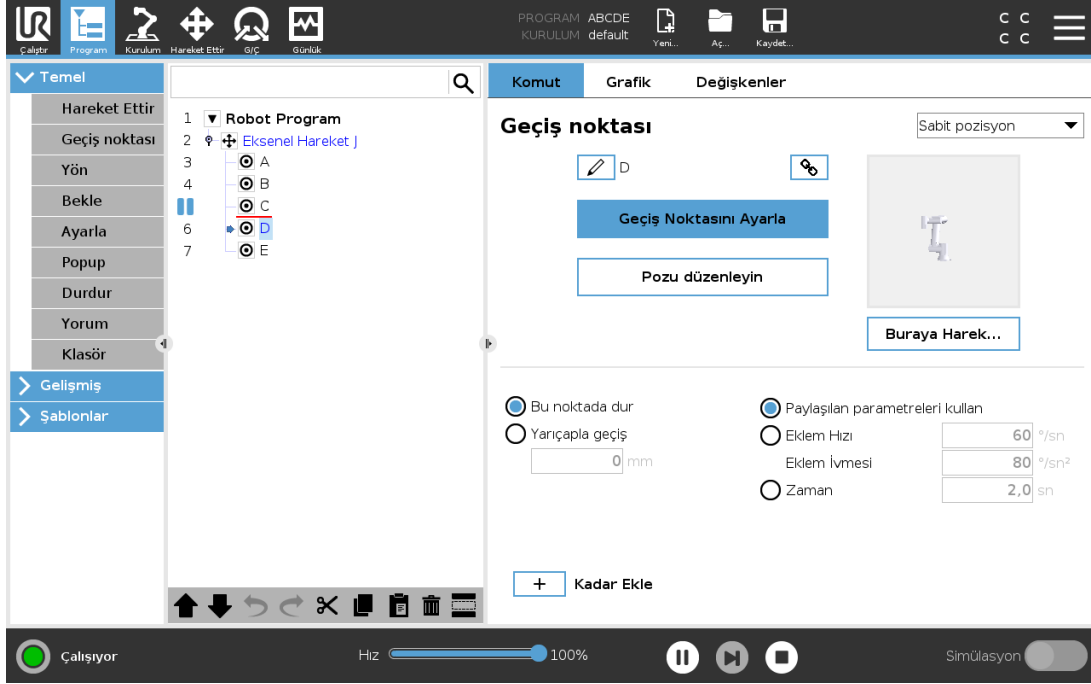 PROGRAM ABCDE
KURULUM default
Yeni...
Aç...
Kaydet...
C C
C C
UR
Çalıştır
Program
Kurulum
Hareket Ettir
G/Ç
Günlük
Temel
Hareket Ettir
Geçiş noktası
Yön
Bekle
Ayarla
Popup
Durdur
Yorum
Klasör
Gelişmiş
Şablonlar
1 Robot Program
2 Eksenel Hareket J
3 A
4 B
C
6 D
7 E
Komut
Grafik
Değişkenler
Geçiş noktası
Sabit pozisyon
D
Geçiş Noktasını Ayarla
Pozu düzenleyin
Buraya Harek...
Bu noktada dur
Yarıçapla geçiş
0 mm
Paylaşılan parametreleri kullan
Eklem Hızı 60 °/sn
Eklem İvmesi 80 °/sn²
Zaman 2,0 sn
+ Kadar Ekle
Çalışıyor
Hız 100%
Simülasyon